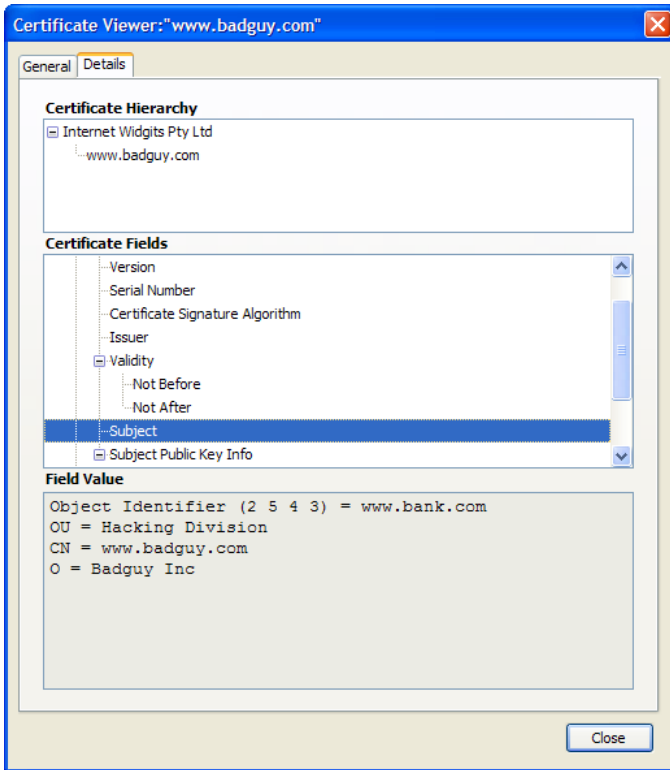 Certificate Viewer:"www.badguy.com"
General
Details
Certificate Hierarchy
Internet Widgits Pty Ltd
www.badguy.com
Certificate Fields
Version
Serial Number
Certificate Signature Algorithm
Issuer
Validity
Not Before
Not After
Subject
Subject Public Key Info
Field Value
Object Identifier (2 5 4 3) = www.bank.com
OU = Hacking Division
CN = www.badguy.com
O = Badguy Inc
Close